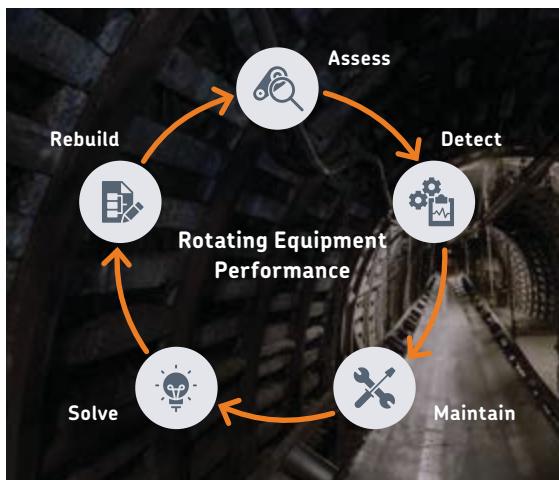 Assess
Rebuild
Detect
Rotating Equipment
Performance
Solve
Maintain